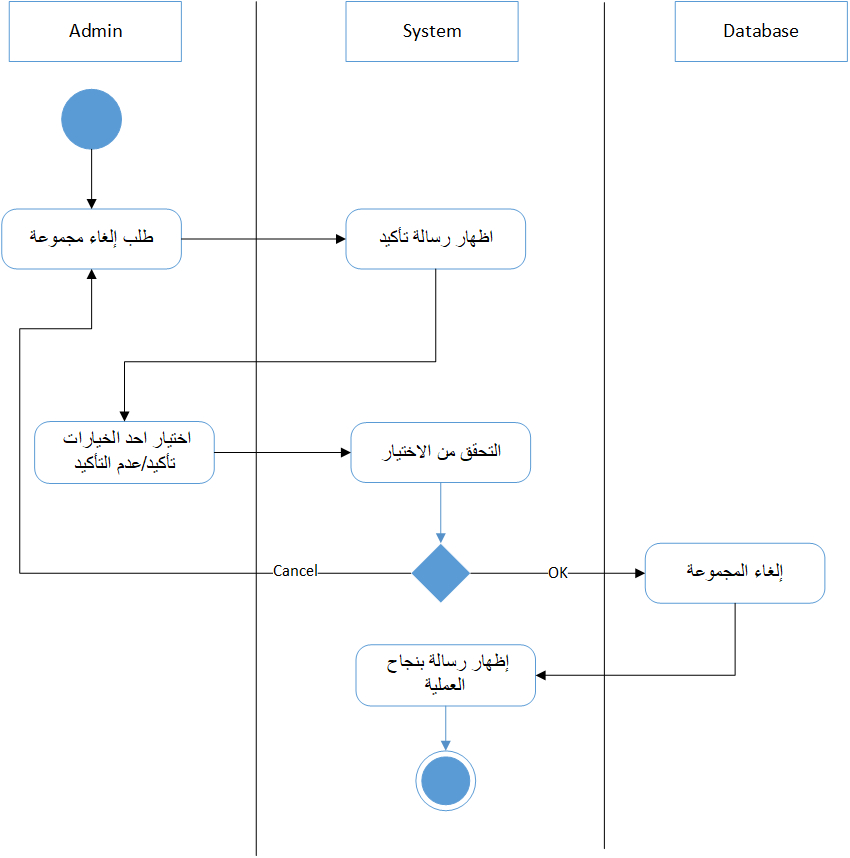 Admin
System
Database
طلب إلغاء مجموعة
اظهار رسالة تأكيد
اختيار احد الخيارات
تأكيد/عدم التأكيد
التحقق من الاختيار
Cancel
OK
إلغاء المجموعة
إظهار رسالة بنجاح
العملية